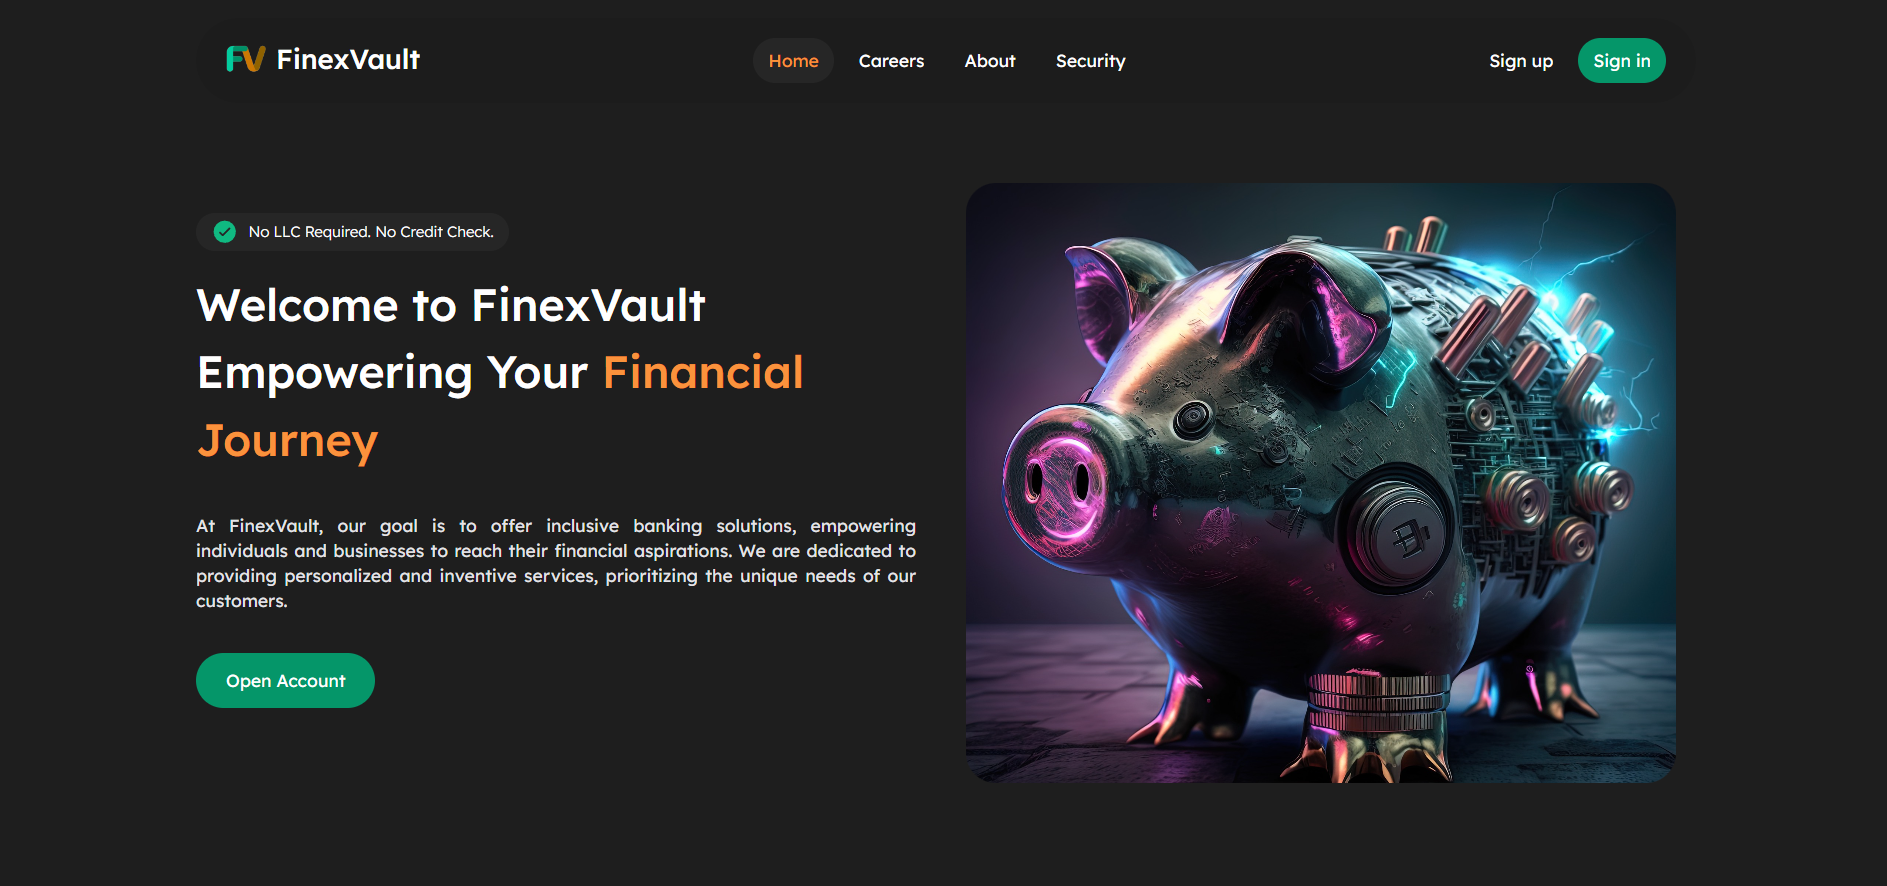 FV FinexVault
Home Careers About Security
Sign up Sign in
No LLC Required. No Credit Check.
Welcome to FinexVault
Empowering Your Financial
Journey
At FinexVault, our goal is to offer inclusive banking solutions, empowering
individuals and businesses to reach their financial aspirations. We are dedicated to
providing personalized and inventive services, prioritizing the unique needs of our
customers.
Open Account